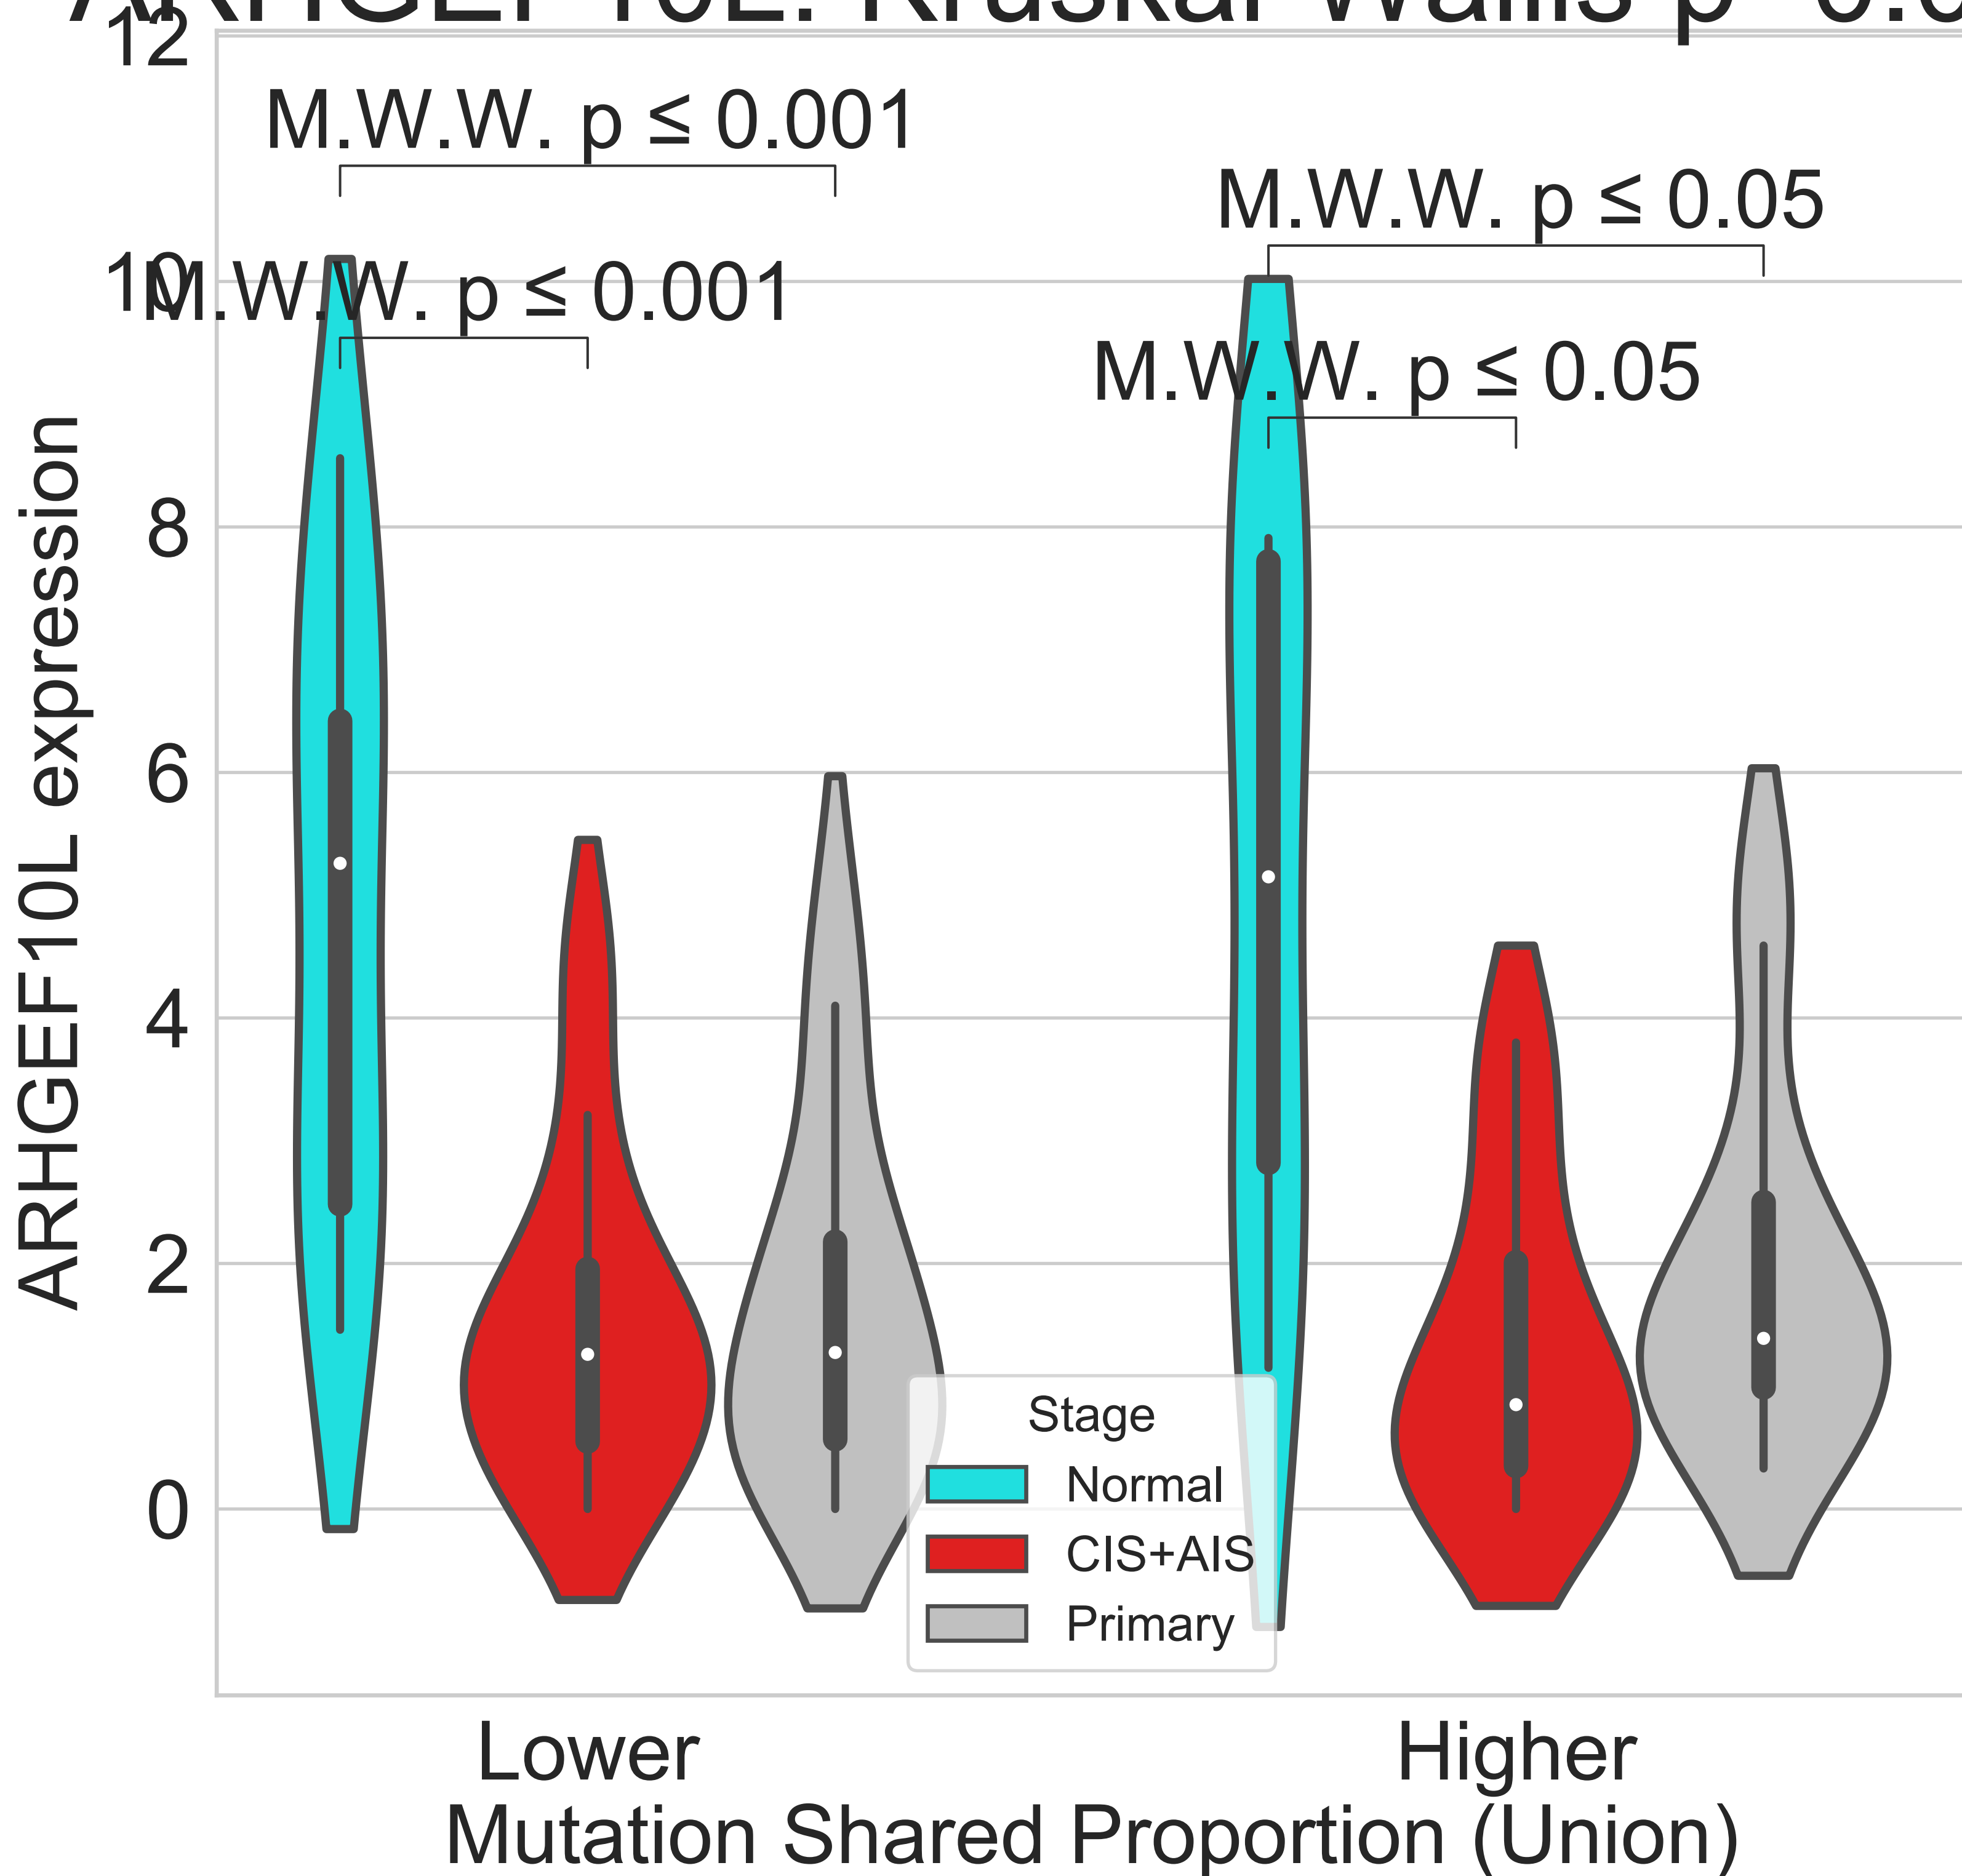 12
M.W.W. p ≤ 0.001
M.W.W. p ≤ 0.05
10
M.W.W. p ≤ 0.001
M.W.W. p ≤ 0.05
8
6
4
2
0
ARHGEF10L expression
Stage
Normal
CIS+AIS
Primary
Lower
Higher
Mutation Shared Proportion (Union)